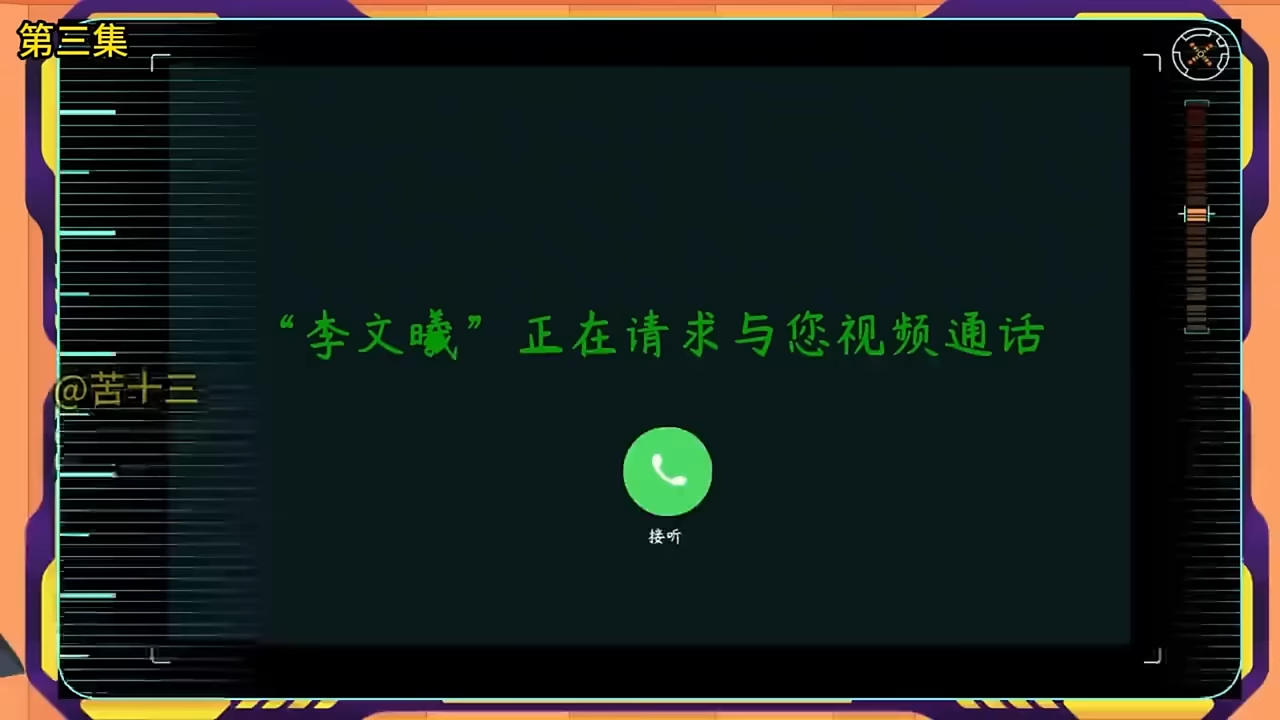 第三集
“李文曦”正在请求与您视频通话
@苦十三
接听